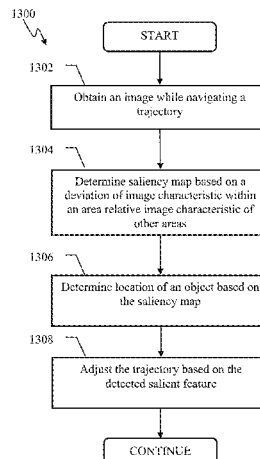 1300
START
1302
Obtain an image while navigating a
trajectory
1304
Determine saliency map based on a
deviation of image characteristic within
an area relative image characteristic of
other areas
1306
Determine location of an object based on
the saliency map
1308
Adjust the trajectory based on the
detected salient feature
CONTINUE